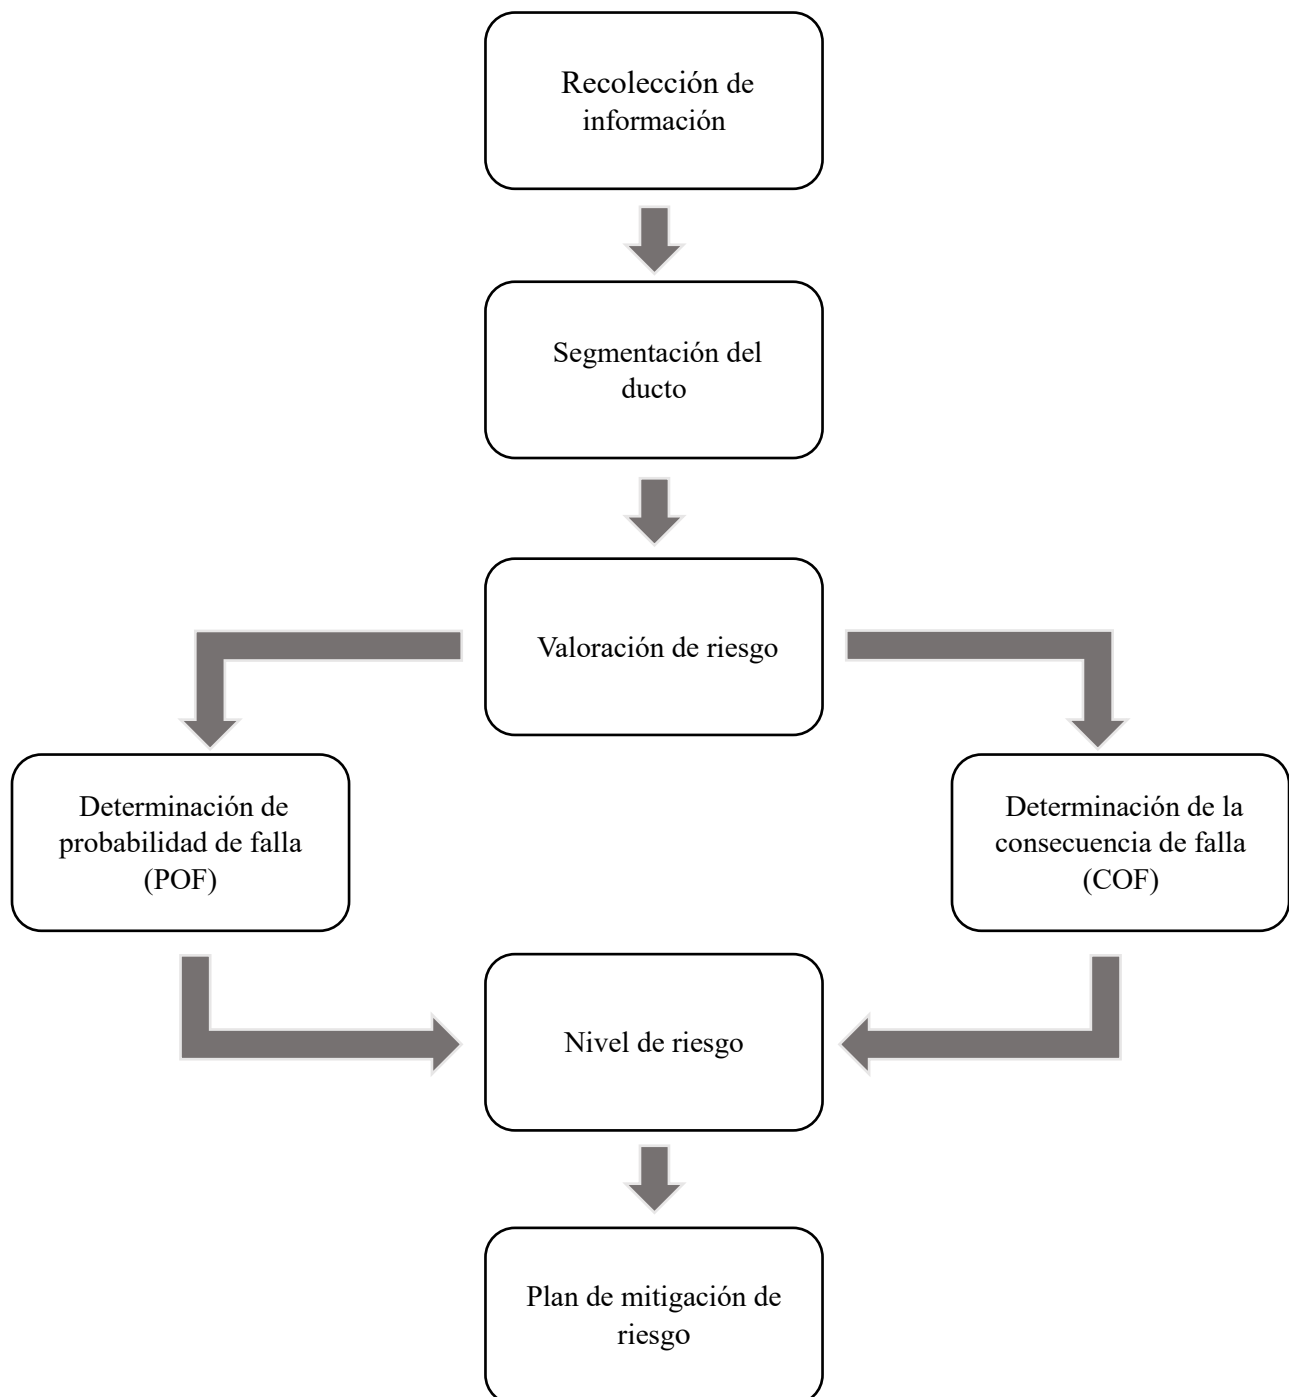 Recolección de
información
Segmentación del
ducto
Valoración de riesgo
Determinación de
probabilidad de falla
(POF)
Determinación de la
consecuencia de falla
(COF)
Nivel de riesgo
Plan de mitigación de
riesgo